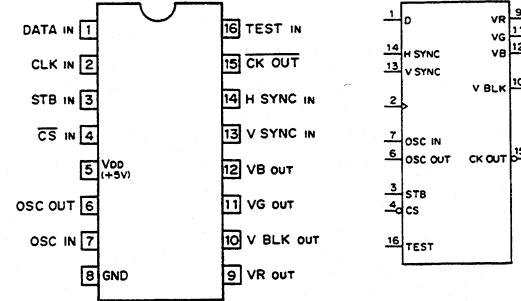 DATA IN 1
CLK IN 2
STB IN 3
CS IN 4
5 VDD
(+5V)
OSC OUT 6
OSC IN 7
8 GND
16 TEST IN
15 CK OUT
14 H SYNC IN
13 V SYNC IN
12 VB OUT
11 VG OUT
10 V BLK OUT
9 VR OUT
1 D
14 H SYNC
13 V SYNC
2
7 OSC IN
6 OSC OUT
3 STB
4 CS
16 TEST
VR 9
VG 11
VB 12
V BLK 10
CK OUT 15